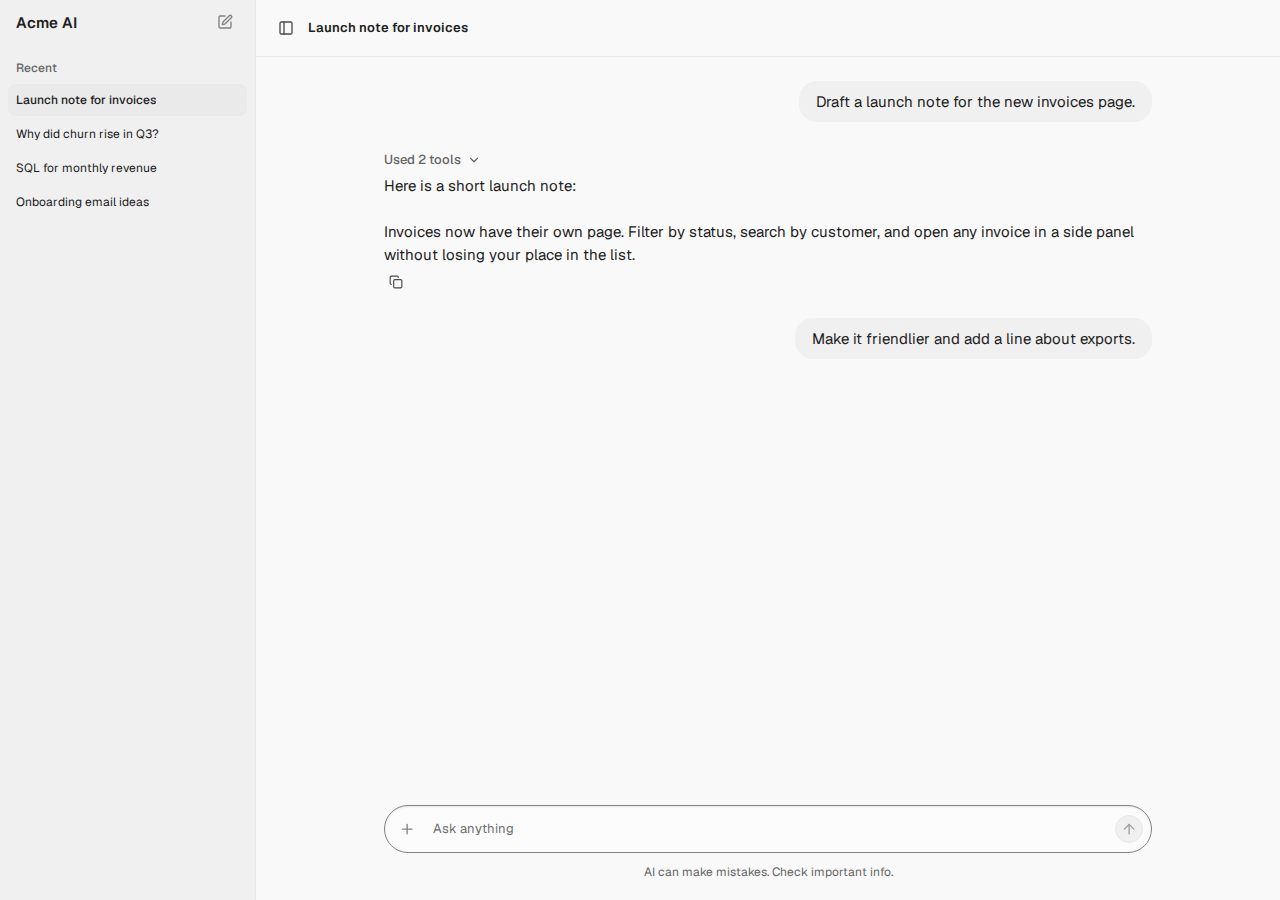 Acme AI
Recent
Launch note for invoices
Why did churn rise in Q3?
SQL for monthly revenue
Onboarding email ideas
Launch note for invoices
Draft a launch note for the new invoices page.
Used 2 tools
Here is a short launch note:
Invoices now have their own page. Filter by status, search by customer, and open any invoice in a side panel
without losing your place in the list.
Make it friendlier and add a line about exports.
Ask anything
AI can make mistakes. Check important info.